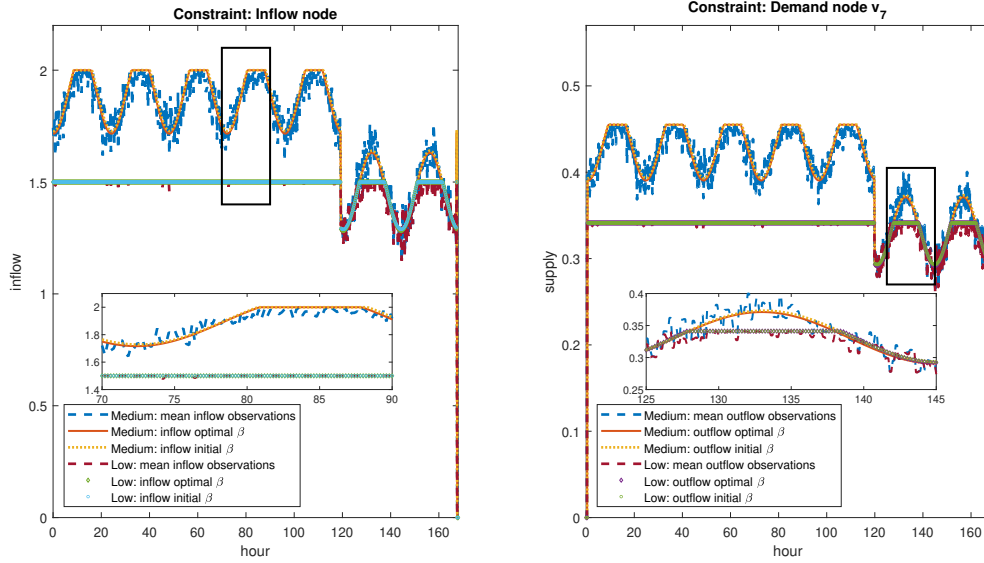 Constraint: Inflow node
2
1.5
1
0.5
0
inflow
2
1.8
1.6
1.4
70 75 80 85 90
Medium: mean inflow observations
Medium: inflow optimal β
Medium: inflow initial β
Low: mean inflow observations
Low: inflow optimal β
Low: inflow initial β
0 20 40 60 80 100 120 140 160
hour
Constraint: Demand node v_7
0.5
0.4
0.3
0.2
0.1
0
supply
0.4
0.35
0.3
0.25
125 130 135 140 145
Medium: mean outflow observations
Medium: outflow optimal β
Medium: outflow initial β
Low: mean outflow observations
Low: outflow optimal β
Low: outflow initial β
0 20 40 60 80 100 120 140 160
hour